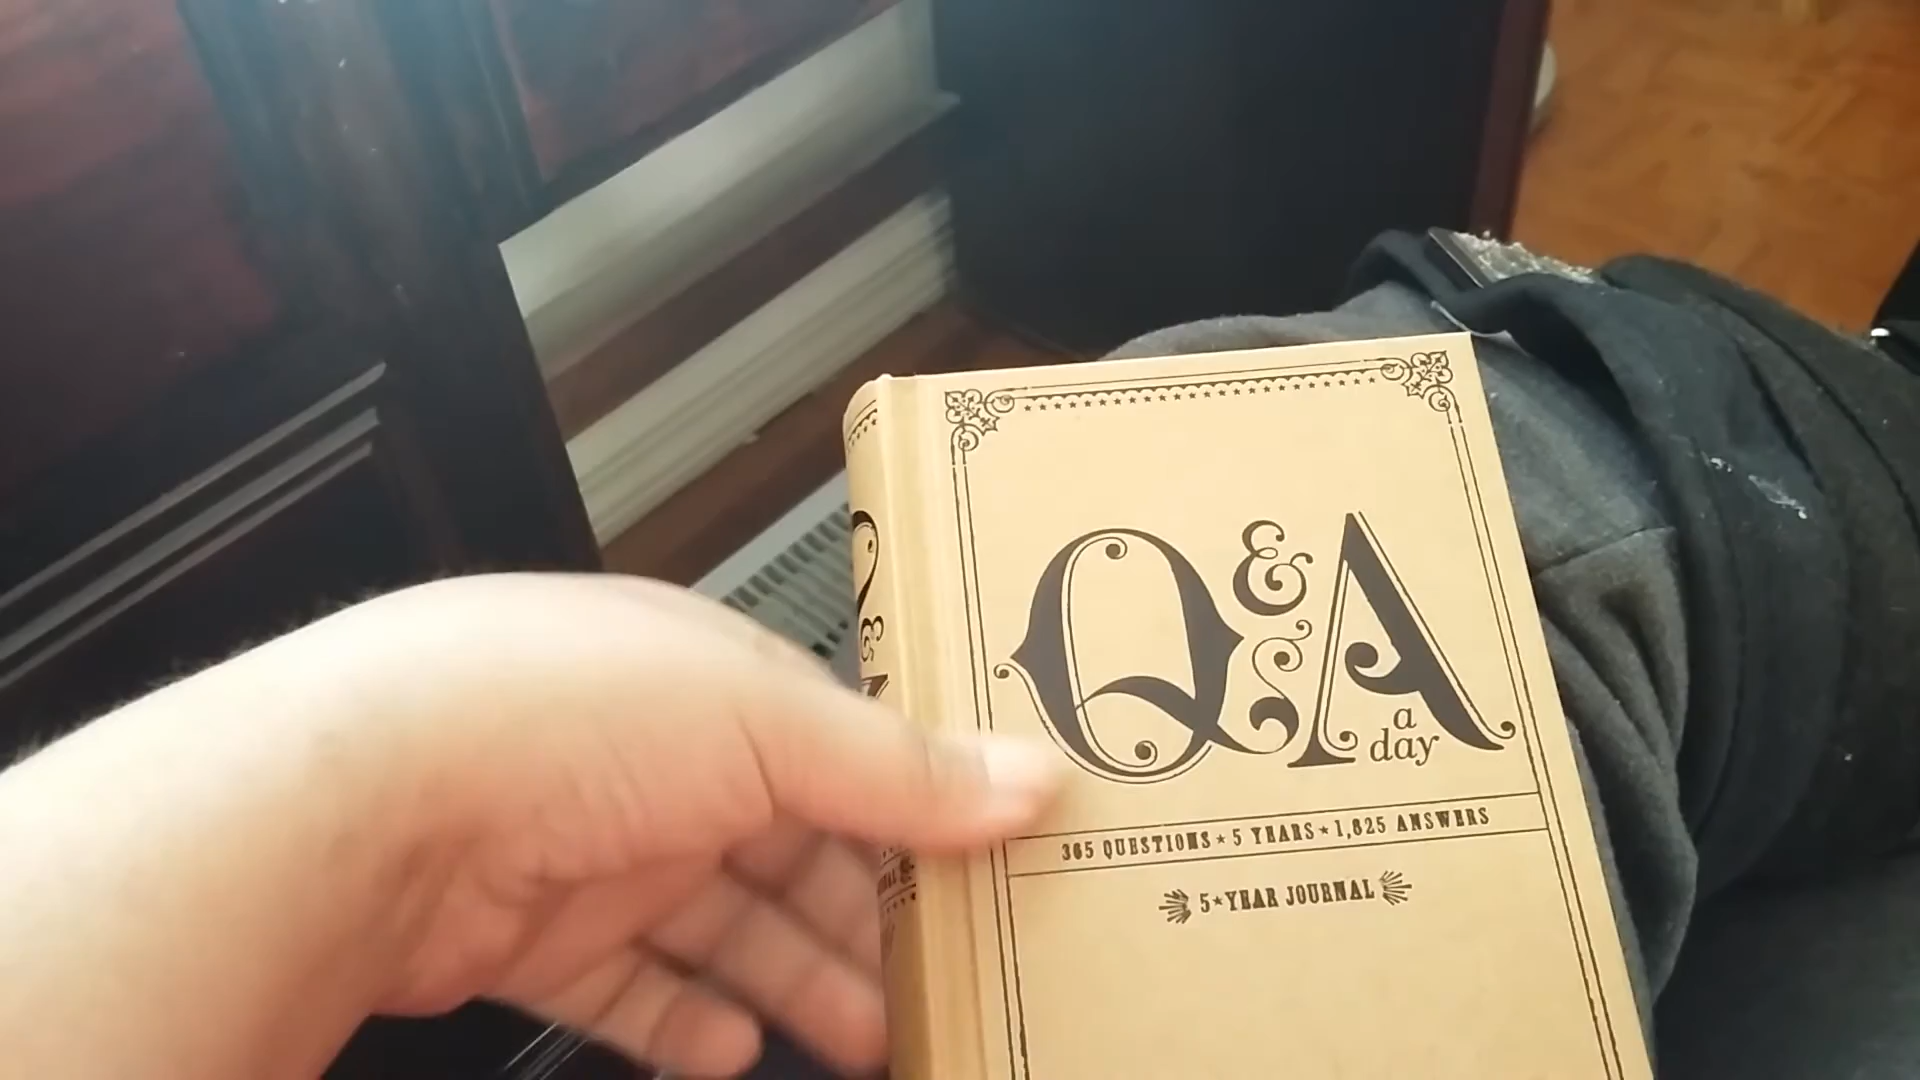 Q&A
a
day
365 QUESTIONS★5 YEARS★1,825 ANSWERS
5★YEAR JOURNAL